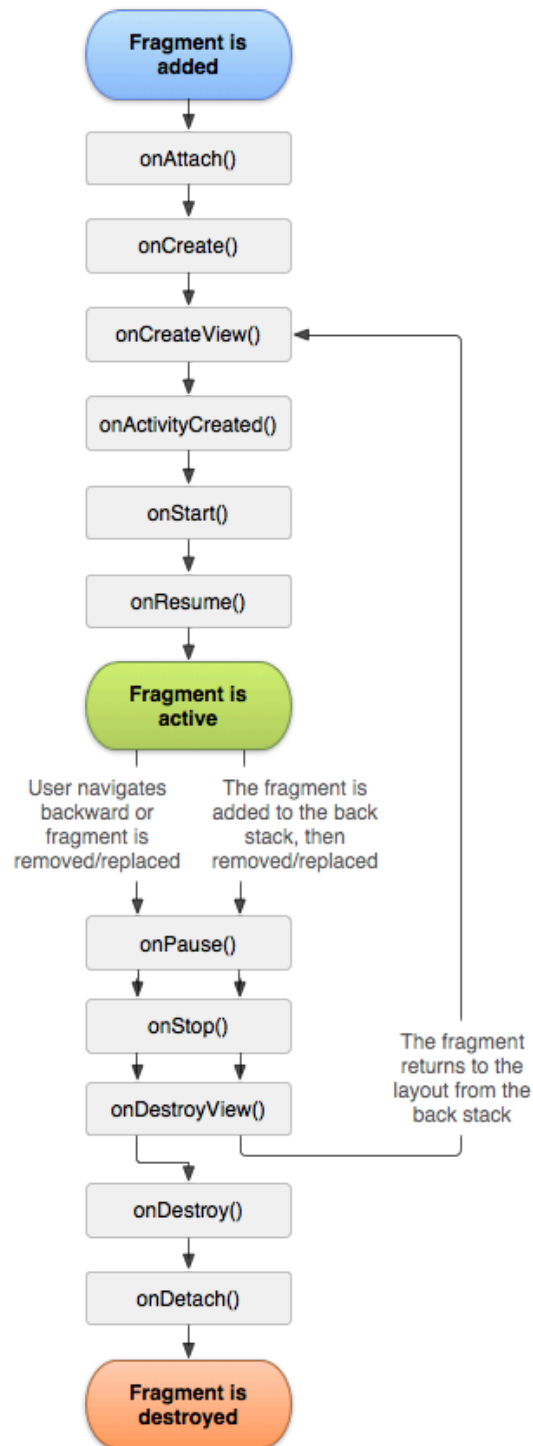 Fragment is
added
onAttach()
onCreate()
onCreateView()
onActivityCreated()
onStart()
onResume()
Fragment is
active
User navigates
backward or
fragment is
removed/replaced
The fragment is
added to the back
stack, then
removed/replaced
onPause()
onStop()
onDestroyView()
The fragment
returns to the
layout from the
back stack
onDestroy()
onDetach()
Fragment is
destroyed